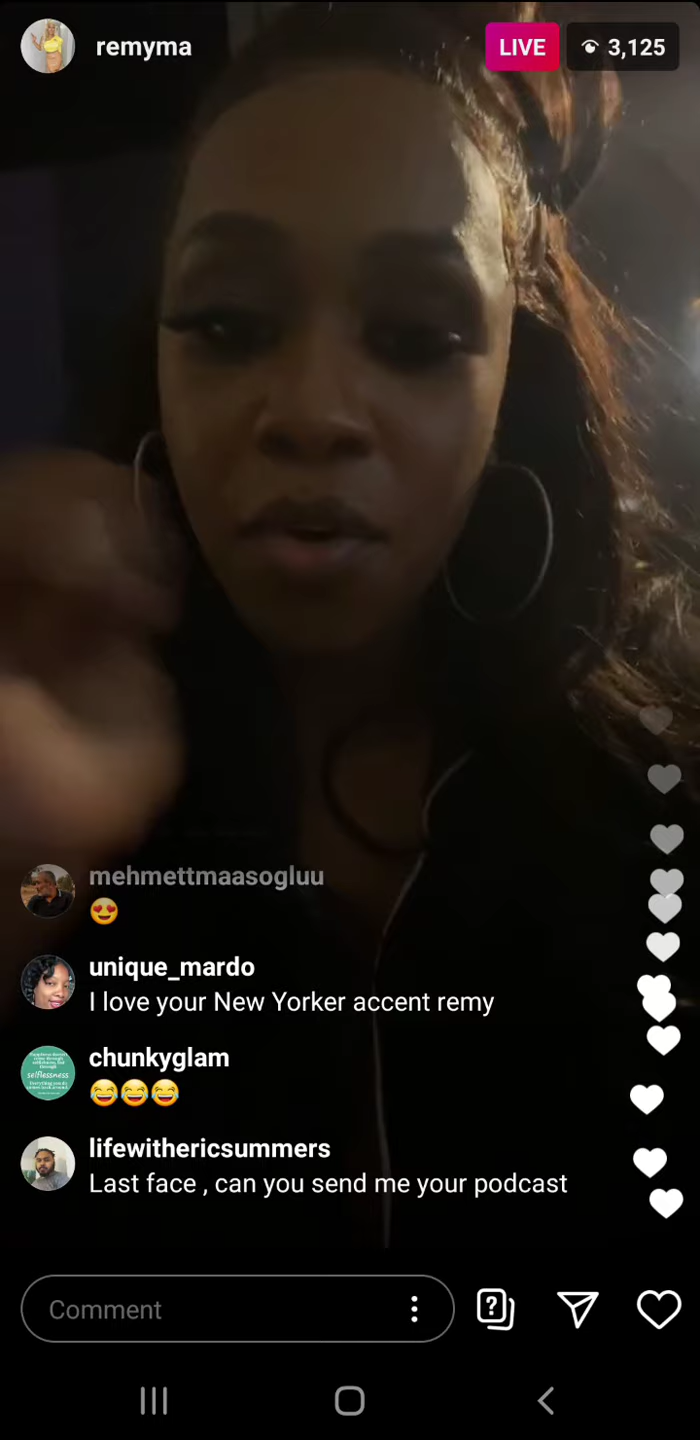 remyma
LIVE
3,125
mehmettmaasogluu
😍
unique_mardo
I love your New Yorker accent remy
chunkyglam
😂😂😂
selflessness
lifewithericsummers
Last face , can you send me your podcast
Comment